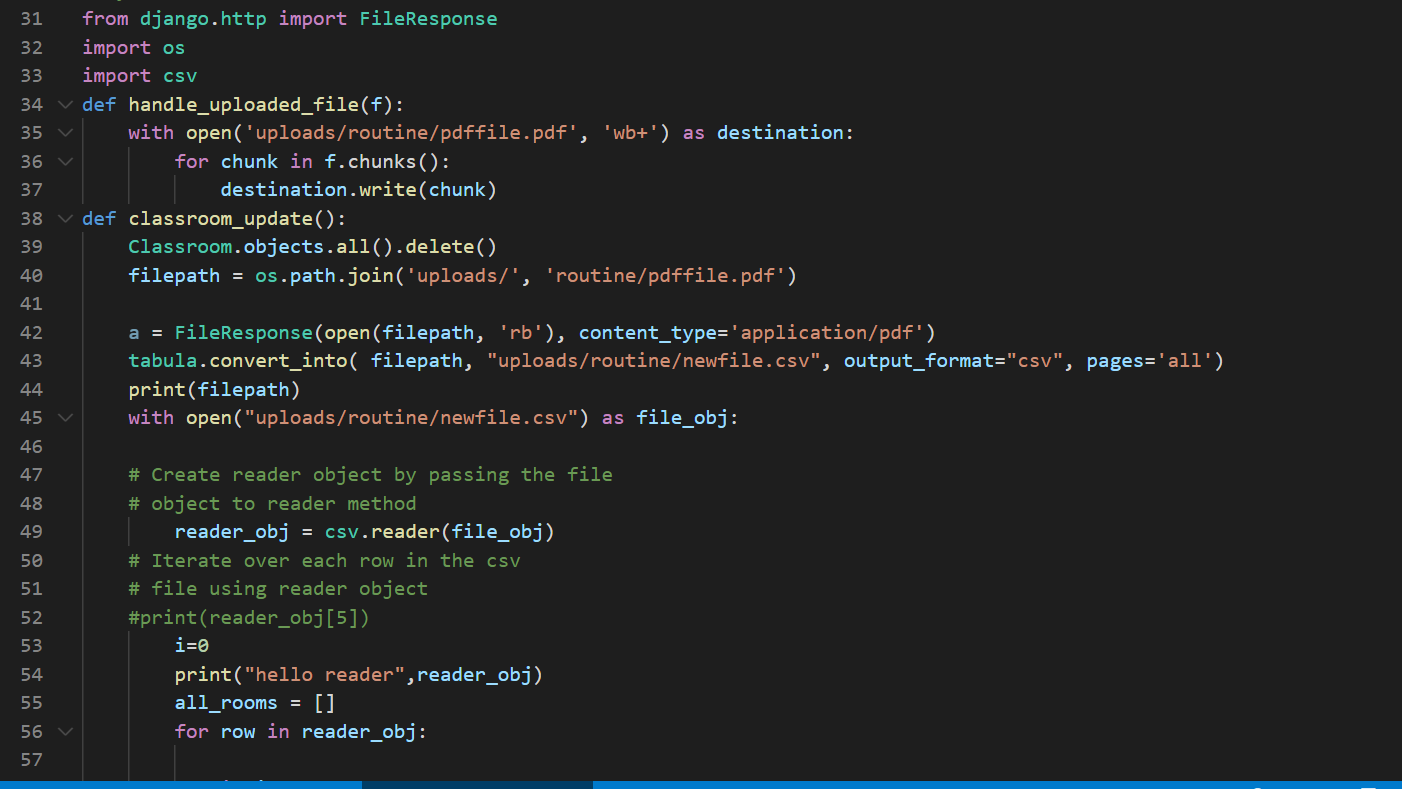 31 from django.http import FileResponse
32 import os
33 import csv
34 def handle_uploaded_file(f):
35     with open('uploads/routine/pdffile.pdf', 'wb+') as destination:
36         for chunk in f.chunks():
37             destination.write(chunk)
38 def classroom_update():
39     Classroom.objects.all().delete()
40     filepath = os.path.join('uploads/', 'routine/pdffile.pdf')
41
42     a = FileResponse(open(filepath, 'rb'), content_type='application/pdf')
43     tabula.convert_into( filepath, "uploads/routine/newfile.csv", output_format="csv", pages='all')
44     print(filepath)
45     with open("uploads/routine/newfile.csv") as file_obj:
46
47     # Create reader object by passing the file
48     # object to reader method
49         reader_obj = csv.reader(file_obj)
50     # Iterate over each row in the csv
51     # file using reader object
52     #print(reader_obj[5])
53         i=0
54         print("hello reader",reader_obj)
55         all_rooms = []
56         for row in reader_obj:
57